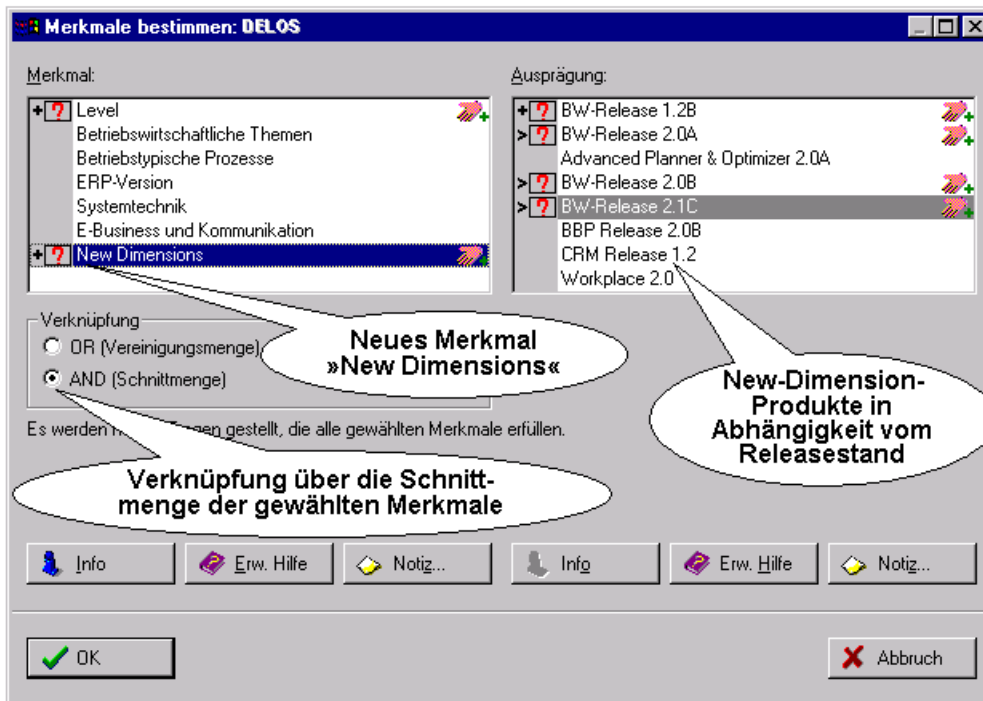 Merkmale bestimmen: DELOS
Merkmal:
Level
Betriebswirtschaftliche Themen
Betriebstypische Prozesse
ERP-Version
Systemtechnik
E-Business und Kommunikation
New Dimensions
Ausprägung:
BW-Release 1.2B
BW-Release 2.0A
Advanced Planner & Optimizer 2.0A
BW-Release 2.0B
BW-Release 2.1C
BBP Release 2.0B
CRM Release 1.2
Workplace 2.0
Verknüpfung
OR (Vereinigungsmenge)
AND (Schnittmenge)
Neues Merkmal
»New Dimensions«
New-Dimension-
Produkte in
Abhängigkeit vom
Releasestand
Es werden gestellt, die alle gewählten Merkmale erfüllen.
Verknüpfung über die Schnitt-
menge der gewählten Merkmale
Info
Erw. Hilfe
Notiz...
Info
Erw. Hilfe
Notiz...
OK
Abbruch